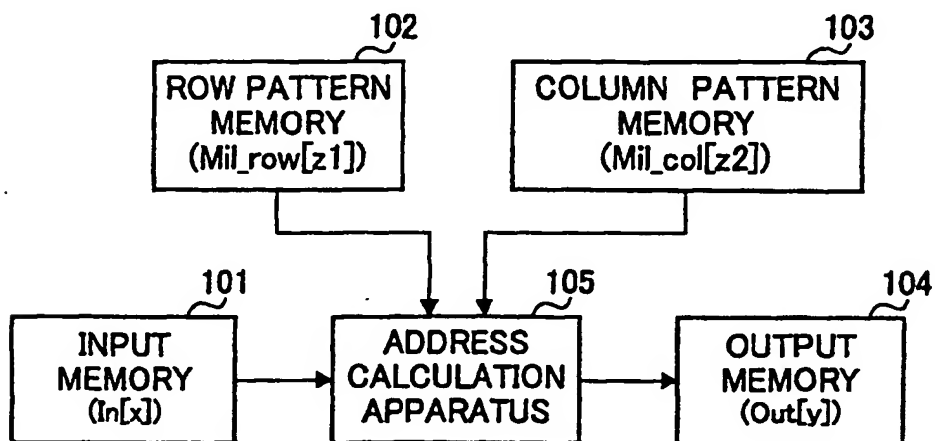 102
ROW PATTERN
MEMORY
(Mil_row[z1])
103
COLUMN PATTERN
MEMORY
(Mil_col[z2])
101
INPUT
MEMORY
(In[x])
105
ADDRESS
CALCULATION
APPARATUS
104
OUTPUT
MEMORY
(Out[y])